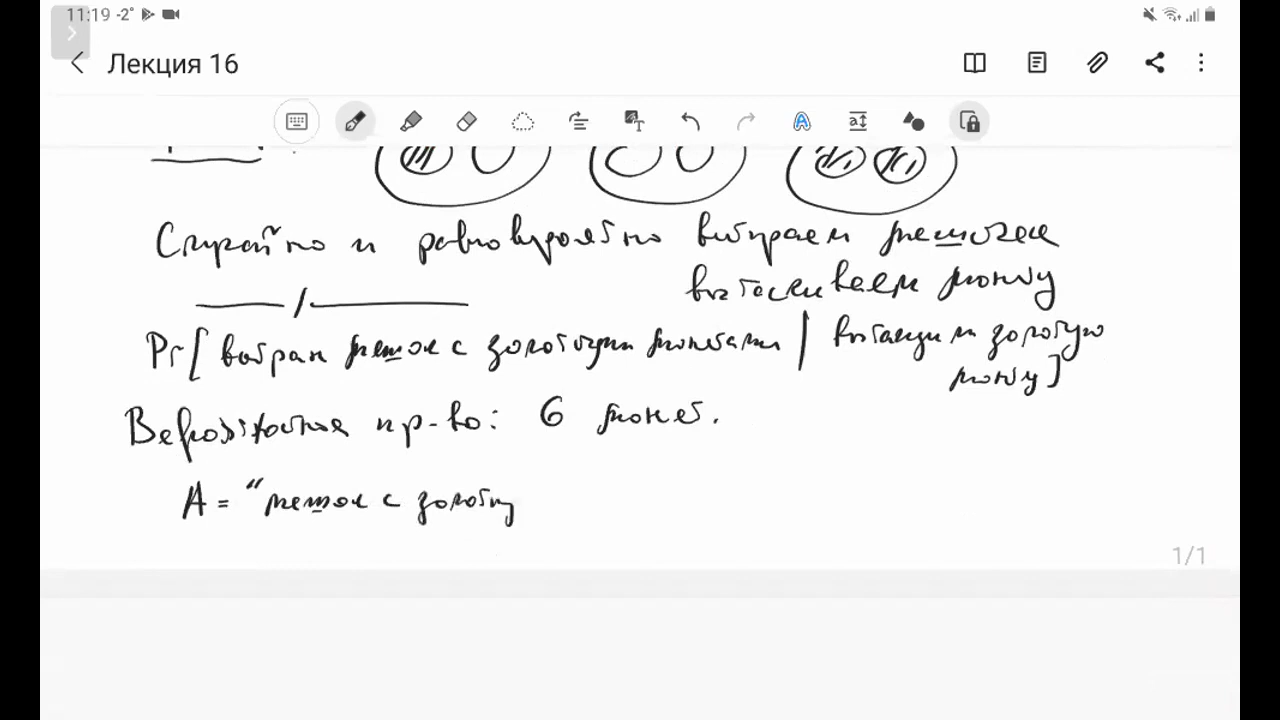 11:19 -2°
Лекция 16
Случайно и равновероятно выбираем мешочек
вытаскиваем монету
Pr[ выбран мешок с золотыми монетами | вытащили золотую
монету]
Вероятностное пр-во: 6 монет.
A = "мешок с золоты
1/1